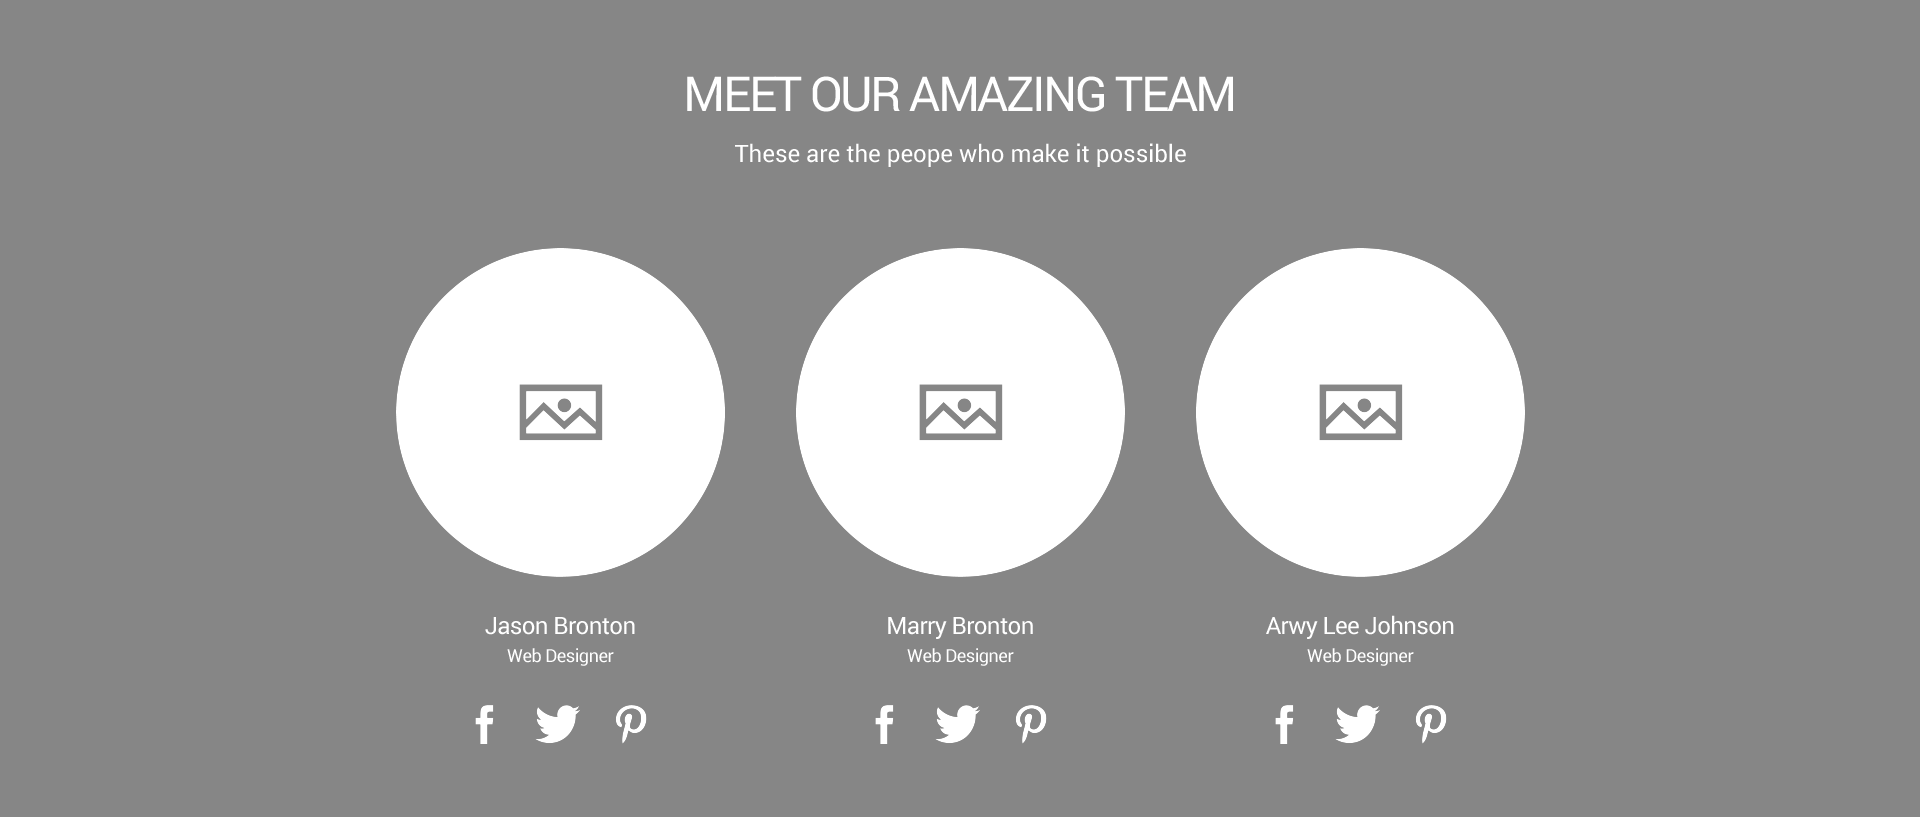 MEET OUR AMAZING TEAM
These are the peope who make it possible
Jason Bronton
Web Designer
Marry Bronton
Web Designer
Arwy Lee Johnson
Web Designer